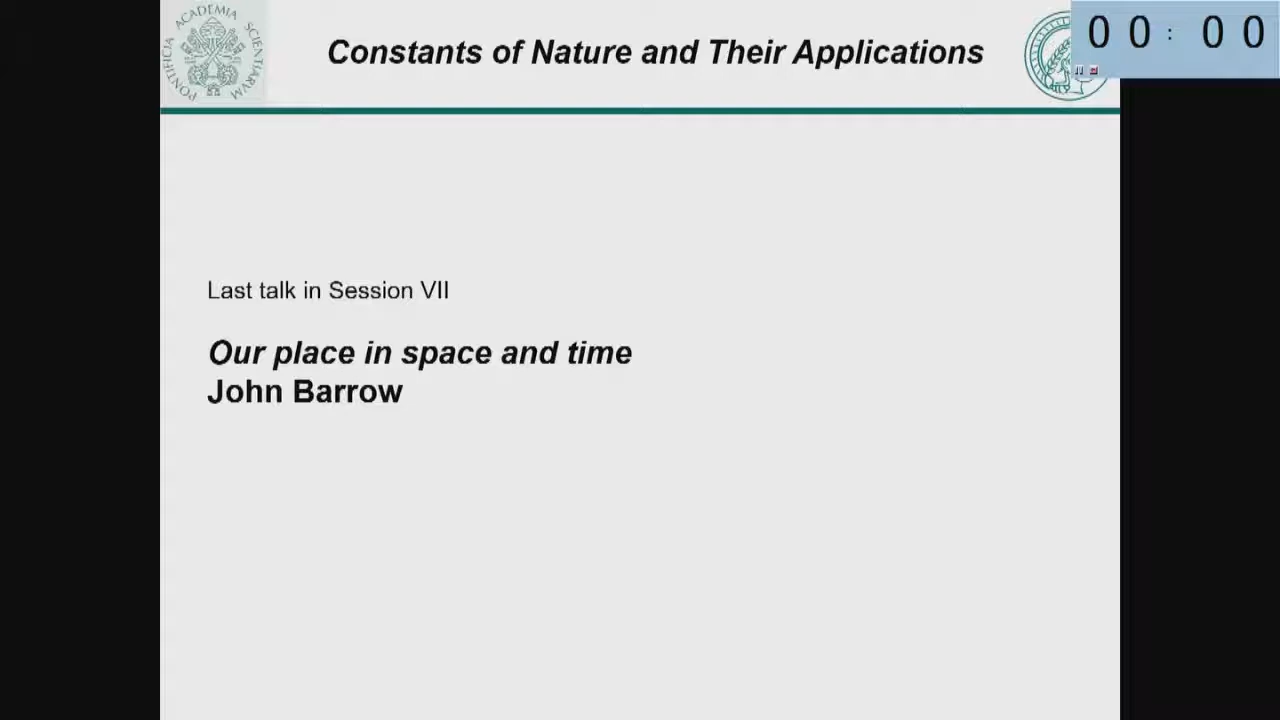 PONTIFICIA ACADEMIA SCIENTIARVM
Constants of Nature and Their Applications
00:00
Last talk in Session VII
Our place in space and time
John Barrow